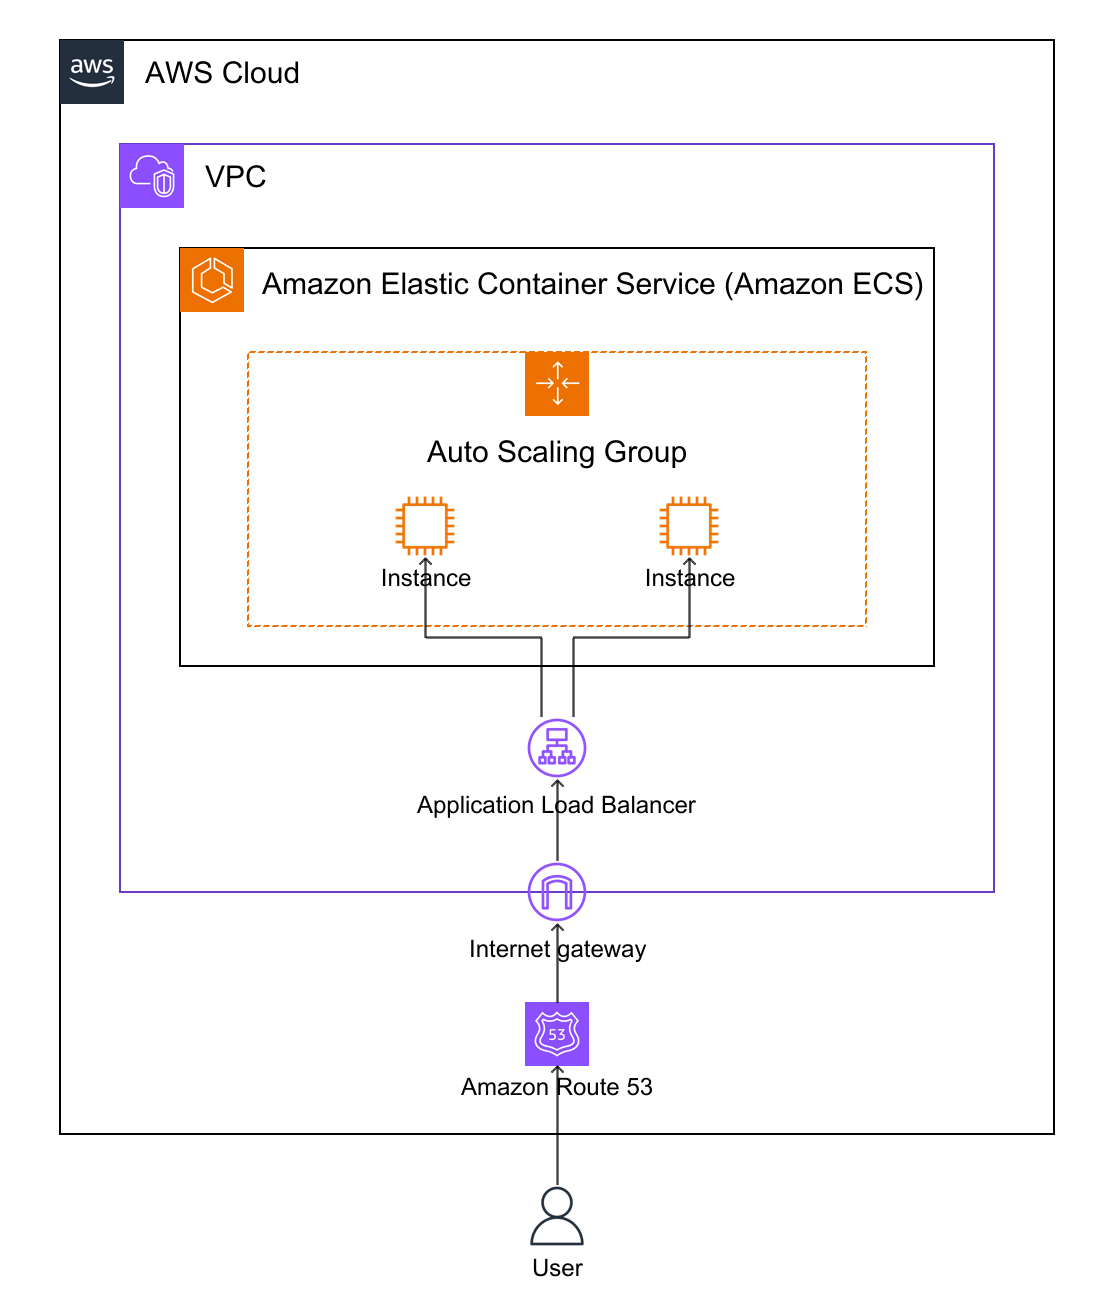 aws
AWS Cloud
VPC
Amazon Elastic Container Service (Amazon ECS)
Auto Scaling Group
Instance
Instance
Application Load Balancer
Internet gateway
53
Amazon Route 53
User